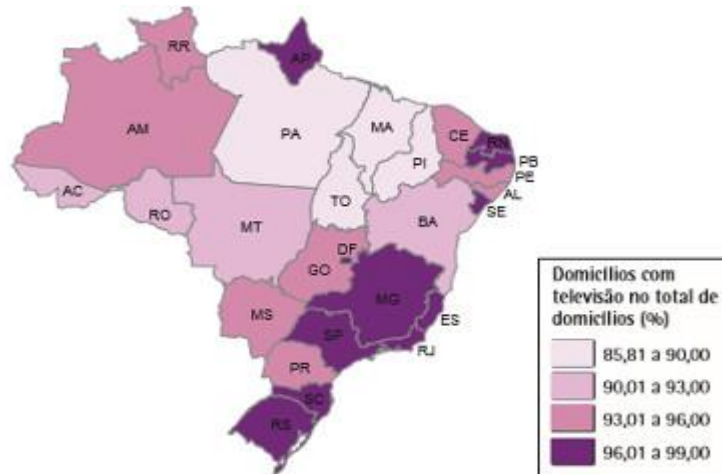 RR
AP
AM
PA
MA
CE
RN
PB
PI
PE
AL
AC
TO
SE
RO
BA
MT
DF
GO
MG
ES
MS
SP
RJ
PR
SC
RS
Domicílios com
televisão no total de
domicílios (%)
85,81 a 90,00
90,01 a 93,00
93,01 a 96,00
96,01 a 99,00